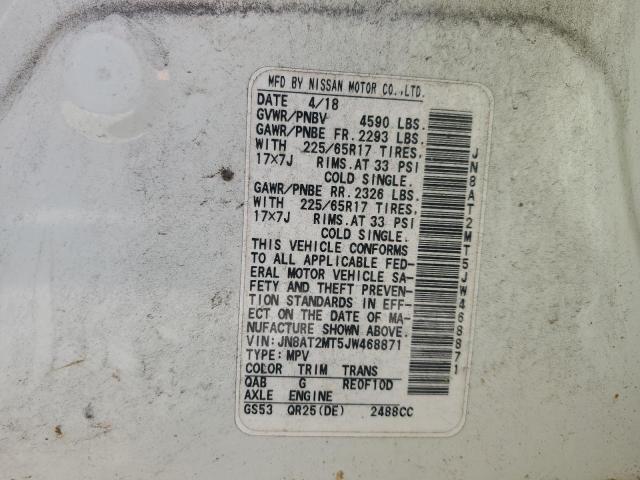 MFD BY NISSAN MOTOR CO.,LTD.
DATE 4/18
GVWR/PNBV 4590 LBS.
GAWR/PNBE FR. 2293 LBS.
WITH 225/65R17 TIRES,
17×7J RIMS.AT 33 PSI
COLD SINGLE.
GAWR/PNBE RR. 2326 LBS.
WITH 225/65R17 TIRES,
17×7J RIMS.AT 33 PSI
COLD SINGLE.
THIS VEHICLE CONFORMS
TO ALL APPLICABLE FED-
ERAL MOTOR VEHICLE SA-
FETY AND THEFT PREVEN-
TION STANDARDS IN EFF-
ECT ON THE DATE OF MA-
NUFACTURE SHOWN ABOVE.
VIN: JN8AT2MT5JW468871
TYPE: MPV
COLOR TRIM TRANS
QAB G RE0F10D
AXLE ENGINE
GS53 QR25(DE) 2488CC
JN8AT2MT5JW468871